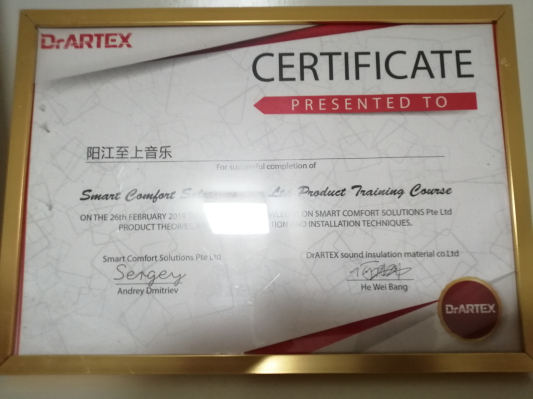 DRARTEX
CERTIFICATE
PRESENTED TO
阳江至上音乐
For successful completion of
Smart Comfort Ltd Product Training Course
ON THE 26th FEBRUARY ON SMART COMFORT SOLUTIONS Pte Ltd
PRODUCT THEORIES, AND INSTALLATION TECHNIQUES.
Smart Comfort Solutions Pte Ltd
DrARTEX sound insulation material co.Ltd
Sergey
Andrey Dmitriev
He Wei Bang
DRARTEX